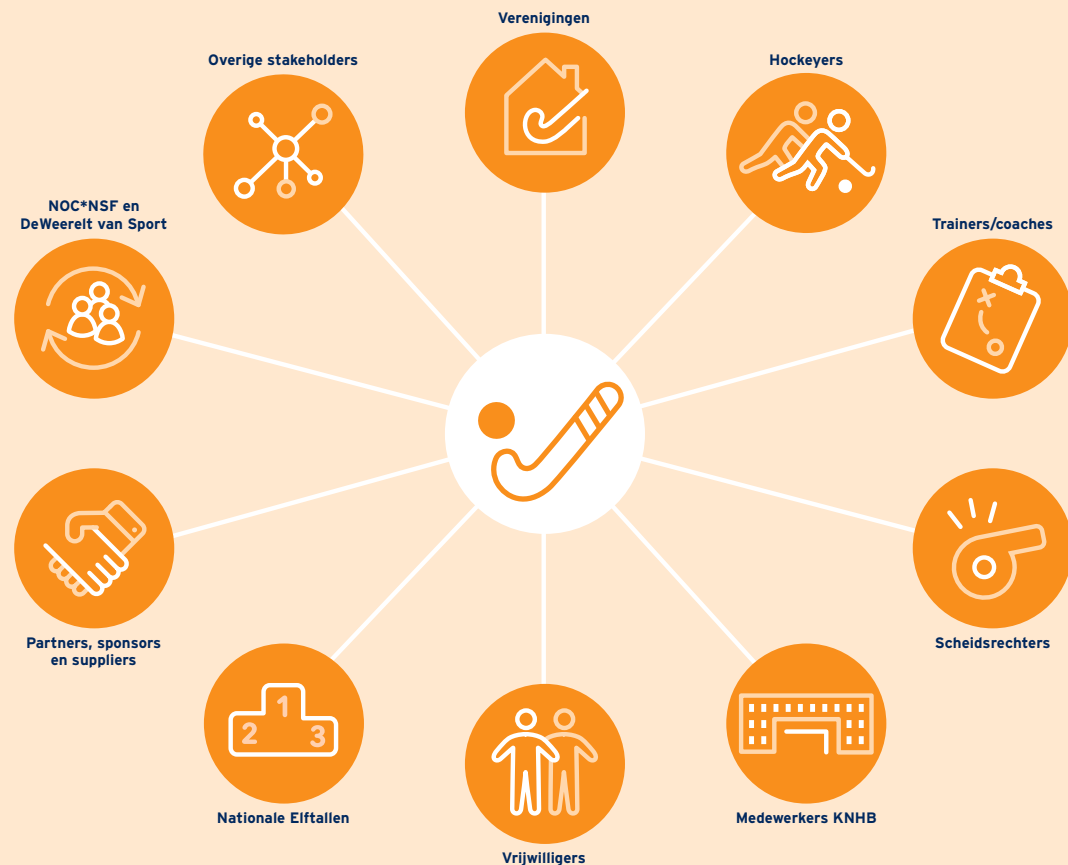 Verenigingen
Overige stakeholders
Hockeyers
NOC*NSF en
DeWeerelt van Sport
Trainers/coaches
Partners, sponsors
en suppliers
Scheidsrechters
1
2
3
Nationale Elftallen
Medewerkers KNHB
Vrijwilligers